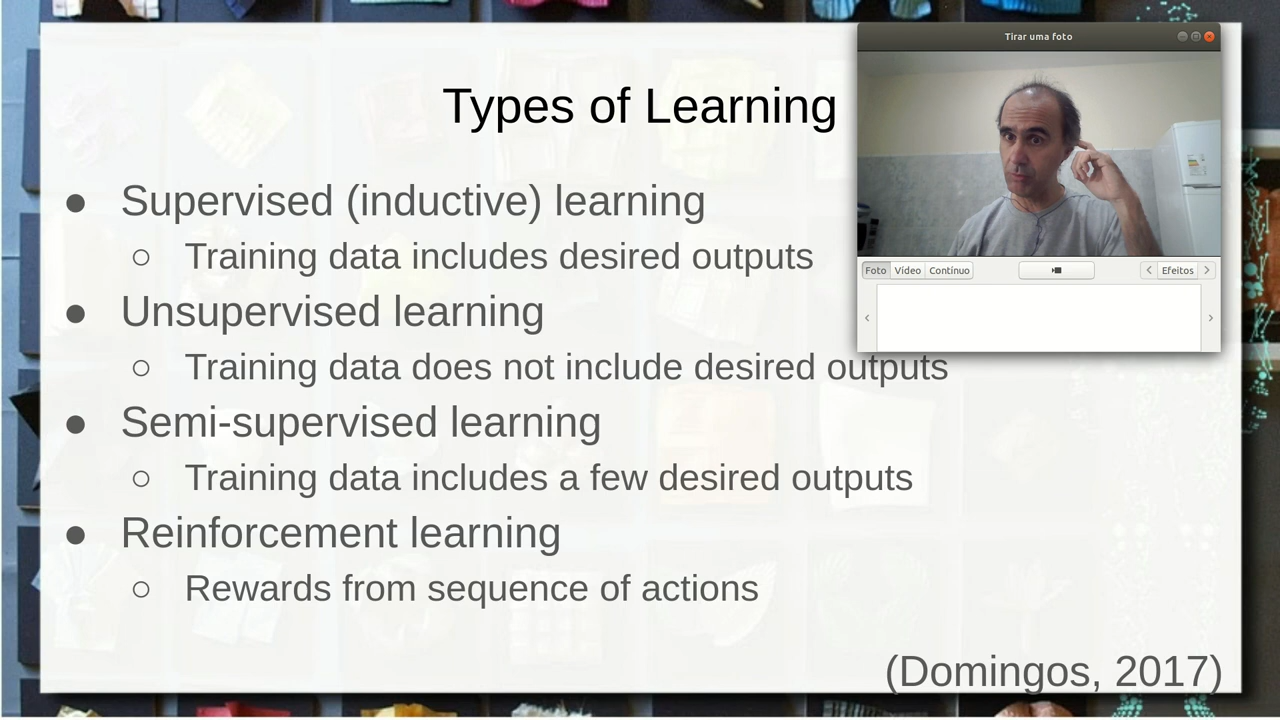 Tirar uma foto
Types of Learning
● Supervised (inductive) learning
○ Training data includes desired outputs
Foto Vídeo Contínuo Efeitos
● Unsupervised learning
○ Training data does not include desired outputs
● Semi-supervised learning
○ Training data includes a few desired outputs
● Reinforcement learning
○ Rewards from sequence of actions
(Domingos, 2017)